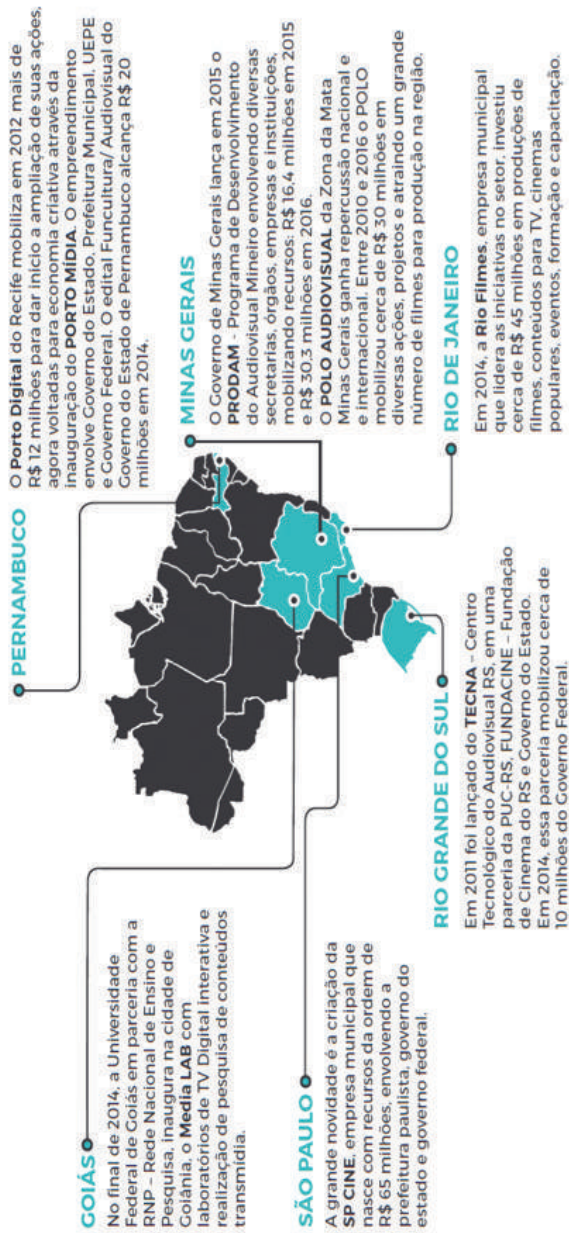 PERNAMBUCO
O Porto Digital do Recife mobiliza em 2012 mais de
R$ 12 milhões para dar início a ampliação de suas ações,
agora voltadas para economia criativa através da
inauguração do PORTO MÍDIA. O empreendimento
envolve Governo do Estado, Prefeitura Municipal, UEPE
e Governo Federal. O edital Funcultura/ Audiovisual do
Governo do Estado de Pernambuco alcança R$ 20
milhões em 2014.
MINAS GERAIS
O Governo de Minas Gerais lança em 2015 o
PRODAM - Programa de Desenvolvimento
do Audiovisual Mineiro envolvendo diversas
secretarias, órgãos, empresas e instituições,
mobilizando recursos: R$ 16,4 milhões em 2015
e R$ 30,3 milhões em 2016.
O POLO AUDIOVISUAL da Zona da Mata
Minas Gerais ganha repercussão nacional e
internacional. Entre 2010 e 2016 o POLO
mobilizou cerca de R$ 30 milhões em
diversas ações, projetos e atraindo um grande
número de filmes para produção na região.
RIO DE JANEIRO
Em 2014, a Rio Filmes, empresa municipal
que lidera as iniciativas no setor, investiu
cerca de R$ 45 milhões em produções de
filmes, conteúdos para TV, cinemas
populares, eventos, formação e capacitação.
GOIÁS
No final de 2014, a Universidade
Federal de Goiás em parceria com a
RNP – Rede Nacional de Ensino e
Pesquisa, inaugura na cidade de
Goiânia, o Media LAB com
laboratórios de TV Digital interativa e
realização de pesquisa de conteúdos
transmídia.
SÃO PAULO
A grande novidade é a criação da
SP CINE, empresa municipal que
nasce com recursos da ordem de
R$ 65 milhões, envolvendo a
prefeitura paulista, governo do
estado e governo federal.
RIO GRANDE DO SUL
Em 2011 foi lançado do TECNA – Centro
Tecnológico do Audiovisual RS, em uma
parceria da PUC-RS, FUNDACINE – Fundação
de Cinema do RS e Governo do Estado.
Em 2014, essa parceria mobilizou cerca de
10 milhões do Governo Federal.